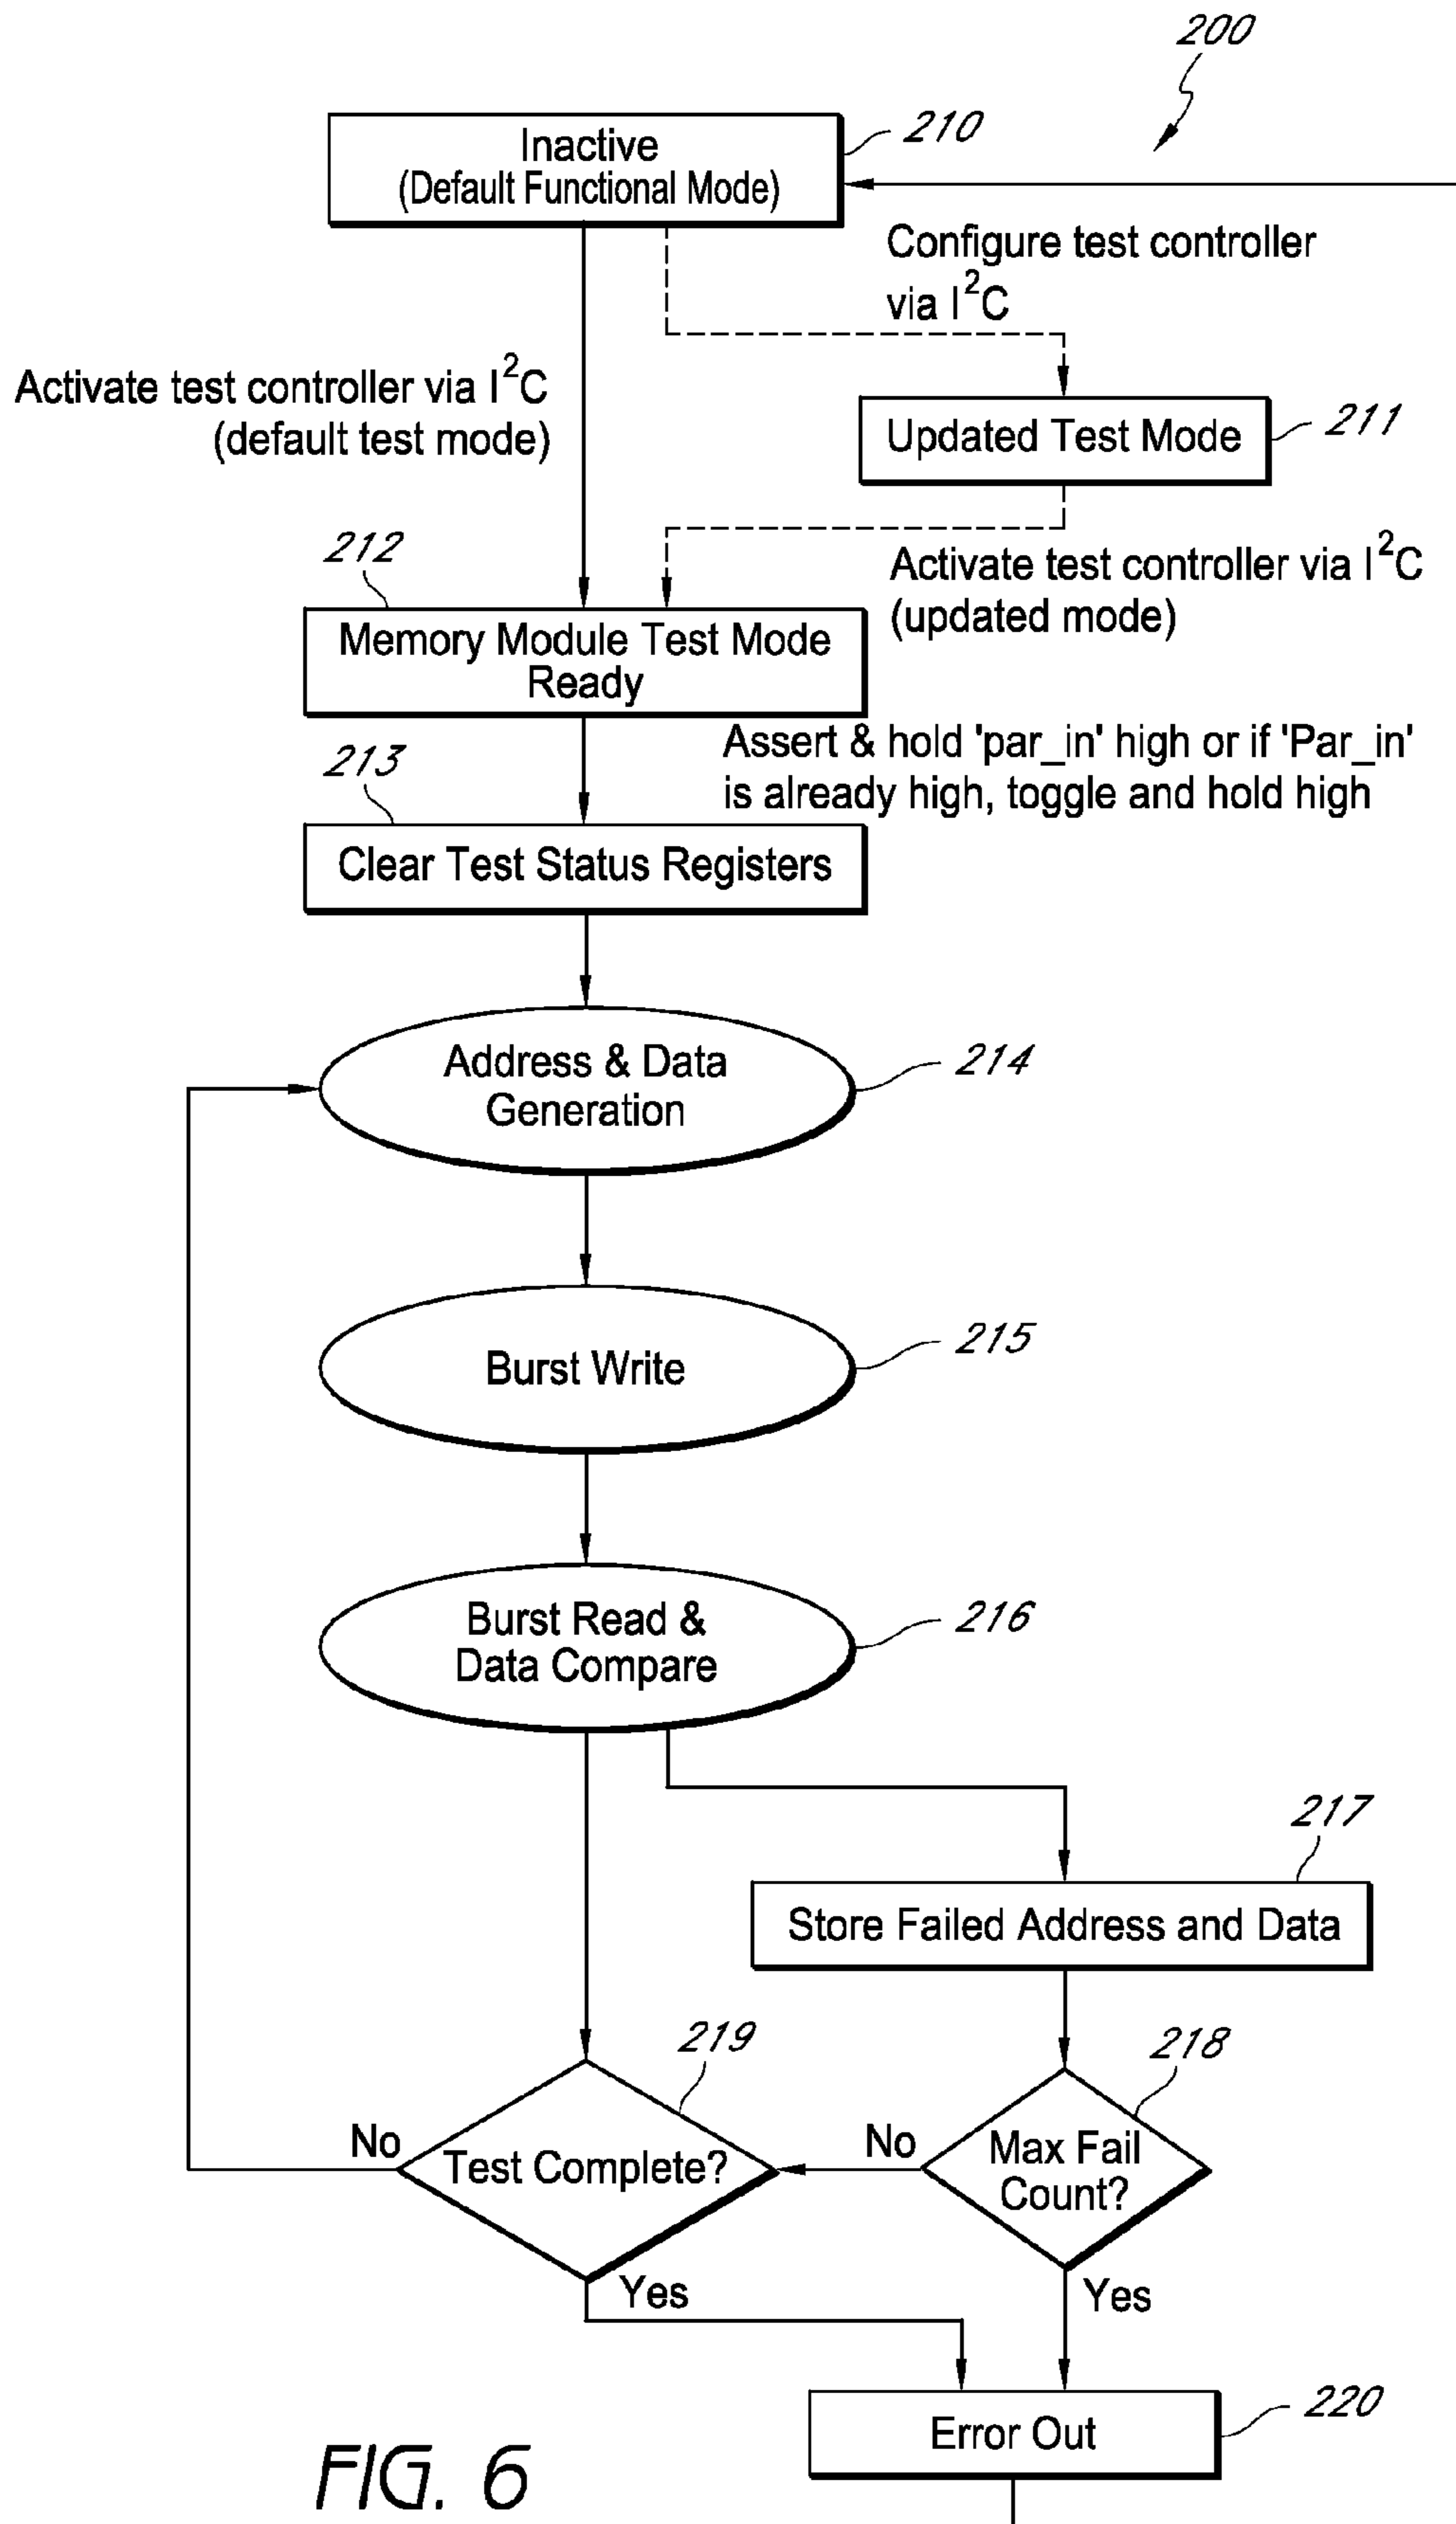 200
Inactive
(Default Functional Mode)
210
Configure test controller
via I²C
Activate test controller via I²C
(default test mode)
Updated Test Mode
211
212
Activate test controller via I²C
(updated mode)
Memory Module Test Mode
Ready
Assert & hold 'par_in' high or if 'Par_in'
is already high, toggle and hold high
213
Clear Test Status Registers
Address & Data
Generation
214
Burst Write
215
Burst Read &
Data Compare
216
217
Store Failed Address and Data
219
218
No
Test Complete?
No
Max Fail
Count?
Yes
Yes
Error Out
220
FIG. 6